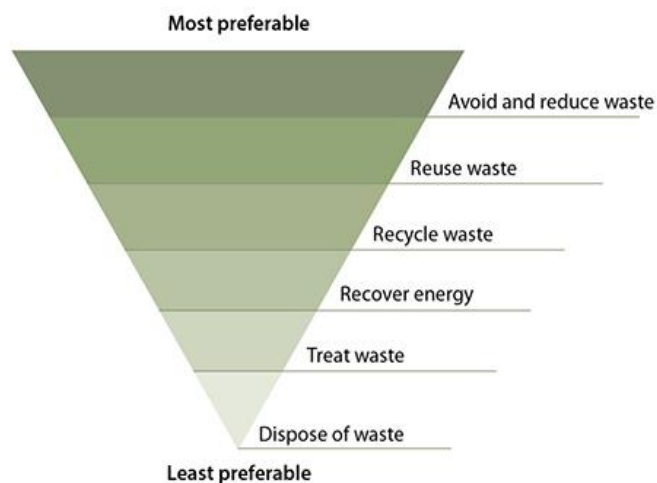 Most preferable
Avoid and reduce waste
Reuse waste
Recycle waste
Recover energy
Treat waste
Dispose of waste
Least preferable